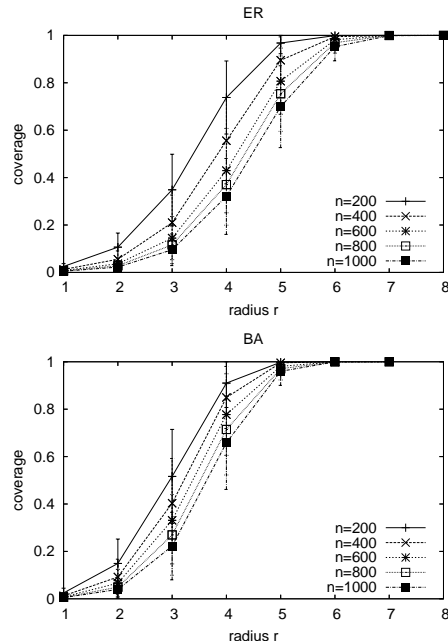 ER
1
0.8
0.6
0.4
0.2
0
coverage
n=200
n=400
n=600
n=800
n=1000
1 2 3 4 5 6 7 8
radius r
BA
1
0.8
0.6
0.4
0.2
0
coverage
n=200
n=400
n=600
n=800
n=1000
1 2 3 4 5 6 7 8
radius r